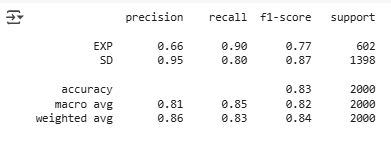 precision recall f1-score support
EXP 0.66 0.90 0.77 602
SD 0.95 0.80 0.87 1398
accuracy 0.83 2000
macro avg 0.81 0.85 0.82 2000
weighted avg 0.86 0.83 0.84 2000